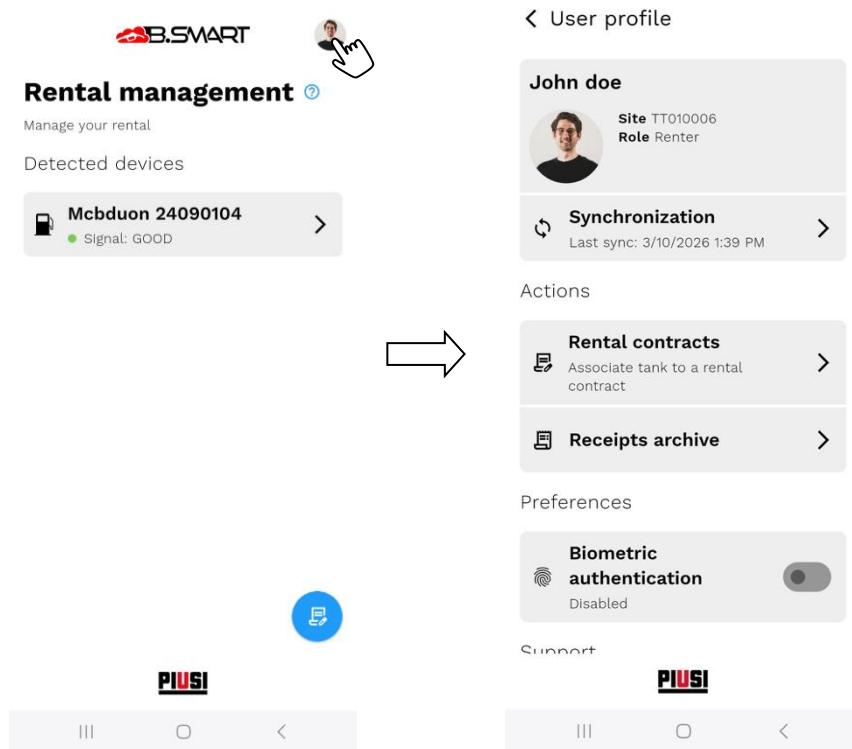 B.SMART
Rental management
Manage your rental
Detected devices
Mcbduon 24090104
Signal: GOOD
PIUSI
User profile
John doe
Site TT010006
Role Renter
Synchronization
Last sync: 3/10/2026 1:39 PM
Actions
Rental contracts
Associate tank to a rental
contract
Receipts archive
Preferences
Biometric
authentication
Disabled
Support
PIUSI